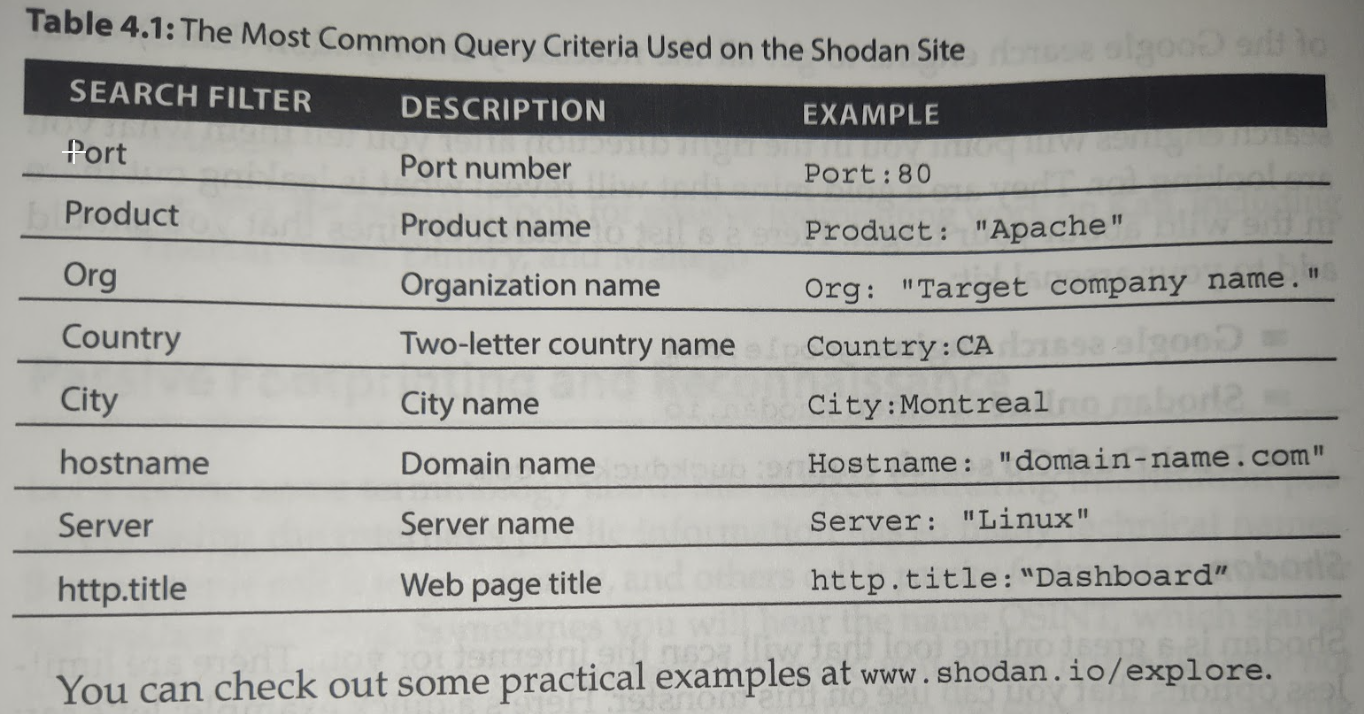 Table 4.1: The Most Common Query Criteria Used on the Shodan Site
SEARCH FILTER DESCRIPTION EXAMPLE
Port Port number Port:80
Product Product name Product: "Apache"
Org Organization name Org: "Target company name."
Country Two-letter country name Country:CA
City City name City:Montreal
hostname Domain name Hostname: "domain-name.com"
Server Server name Server: "Linux"
http.title Web page title http.title:“Dashboard”
You can check out some practical examples at www.shodan.io/explore.